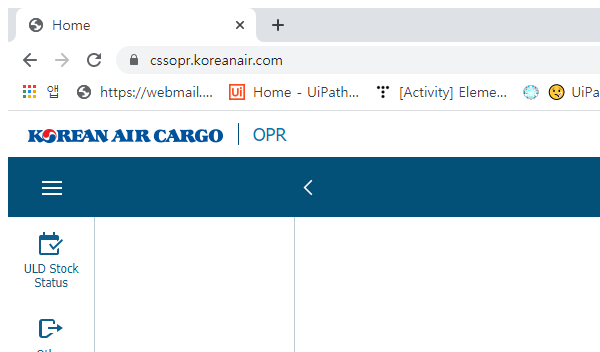 Home
cssopr.koreanair.com
앱 https://webmail.... Home - UiPath... [Activity] Eleme... UiPa
KOREAN AIR CARGO OPR
ULD Stock
Status